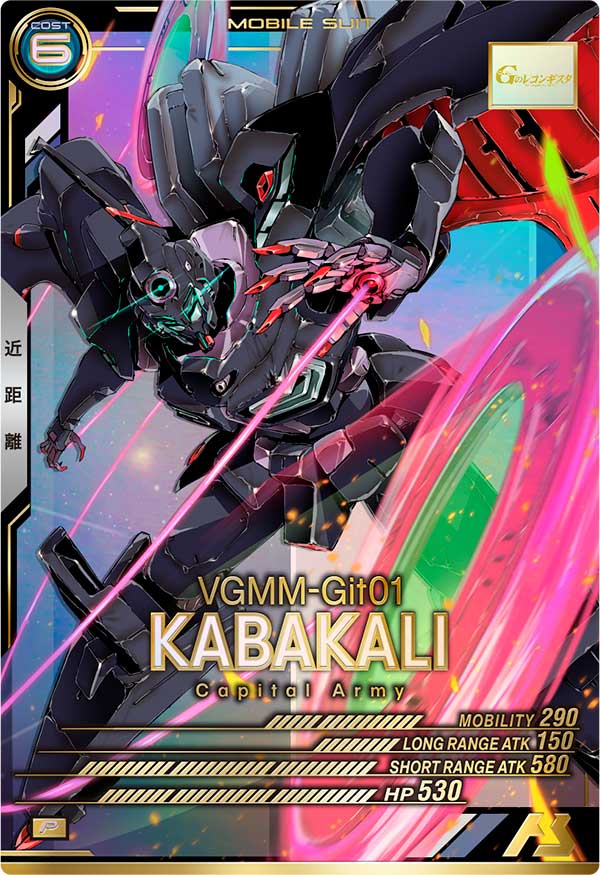 COST
6
MOBILE SUIT
Gのレコンギスタ
近距離
VGMM-Git01
KABAKALI
Capital Army
MOBILITY 290
LONG RANGE ATK 150
SHORT RANGE ATK 580
HP 530
P